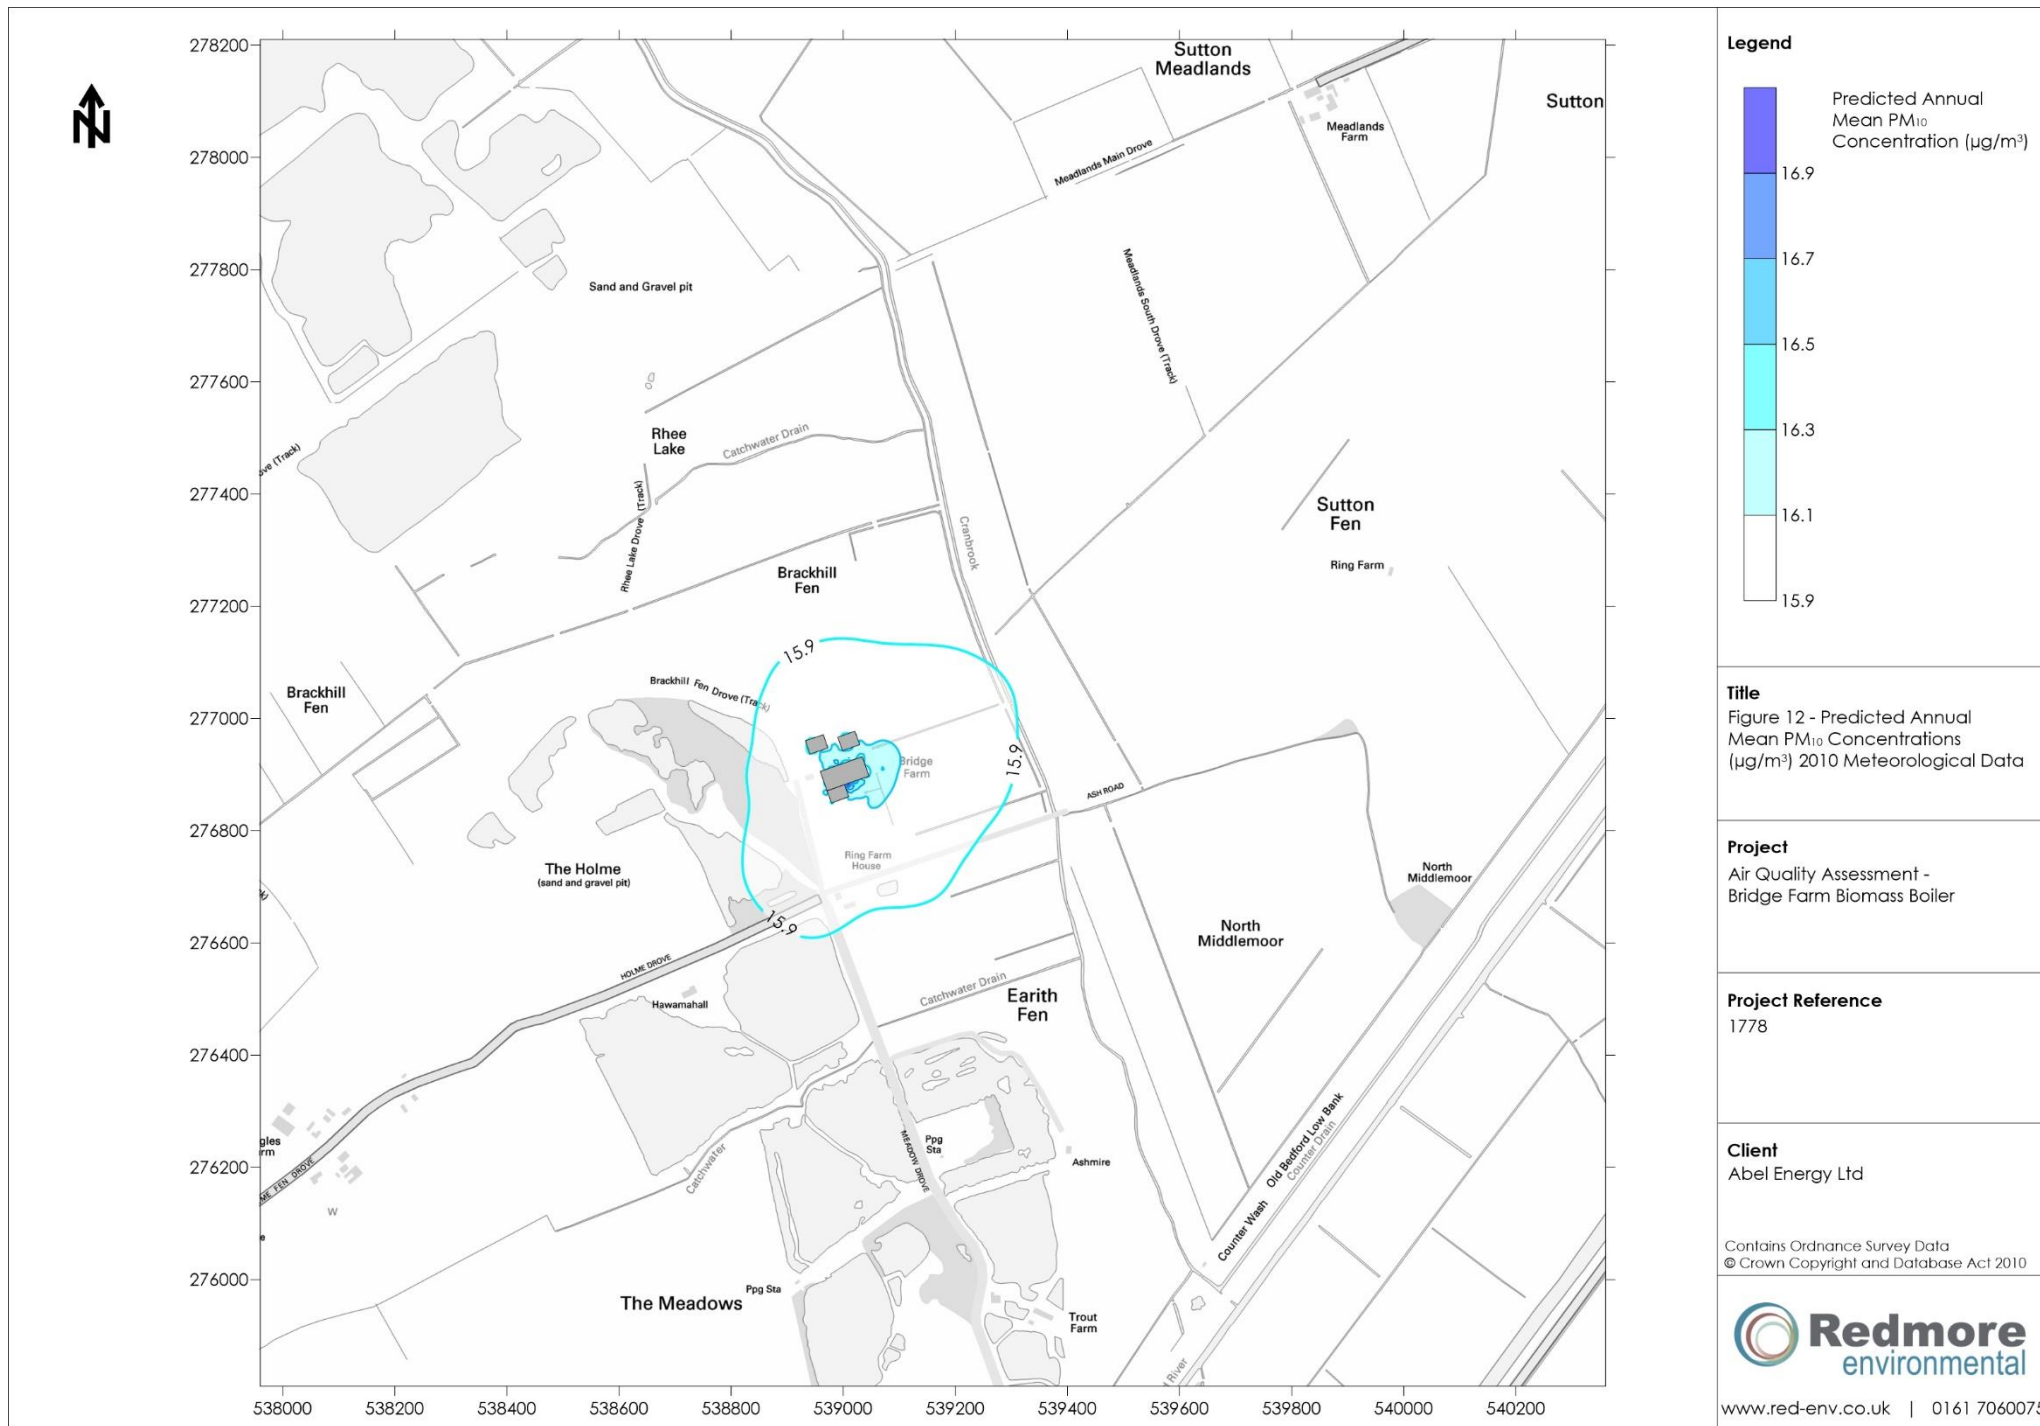 278200
278000
277800
277600
277400
277200
277000
276800
276600
276400
276200
276000
538000
538200
538400
538600
538800
539000
539200
539400
539600
539800
540000
540200
N
Sutton
Meadlands
Sutton
Meadlands
Farm
Meadlands Main Drove
Sand and Gravel pit
Meadlands South Drove (Track)
Rhee
Lake
Catchwater Drain
ove (Track)
Rhee Lake Drove (Track)
Cranbrook
Sutton
Fen
Ring Farm
Brackhill
Fen
15.9
Brackhill
Fen
Brackhill Fen Drove (Track)
15.9
Bridge
Farm
ASH ROAD
Ring Farm
House
The Holme
(sand and gravel pit)
North
Middlemoor
15.9
North
Middlemoor
HOLME DROVE
Hawamahall
Catchwater Drain
Earith
Fen
MEADOW DROVE
Ppg
Sta
Ashmire
gles
rm
ME FEN DROVE
W
e
Catchwater
Old Bedford Low Bank
Counter Drain
Counter Wash
The Meadows
Ppg Sta
Trout
Farm
River
Legend
Predicted Annual
Mean PM₁₀
Concentration (µg/m³)
16.9
16.7
16.5
16.3
16.1
15.9
Title
Figure 12 - Predicted Annual
Mean PM₁₀ Concentrations
(µg/m³) 2010 Meteorological Data
Project
Air Quality Assessment -
Bridge Farm Biomass Boiler
Project Reference
1778
Client
Abel Energy Ltd
Contains Ordnance Survey Data
© Crown Copyright and Database Act 2010
Redmore
environmental
www.red-env.co.uk | 0161 7060075